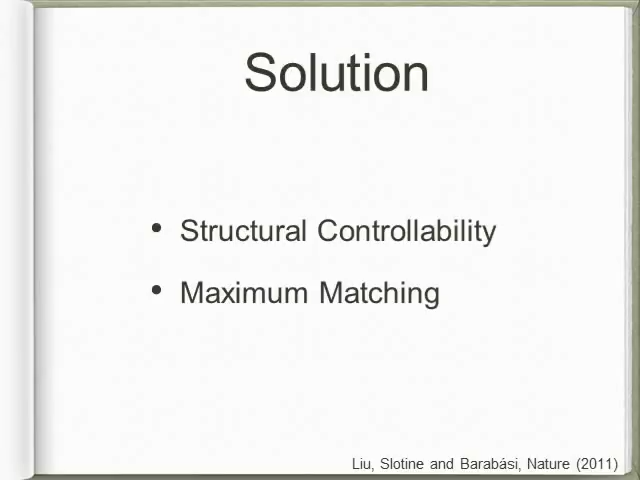 Solution
• Structural Controllability
• Maximum Matching
Liu, Slotine and Barabási, Nature (2011)